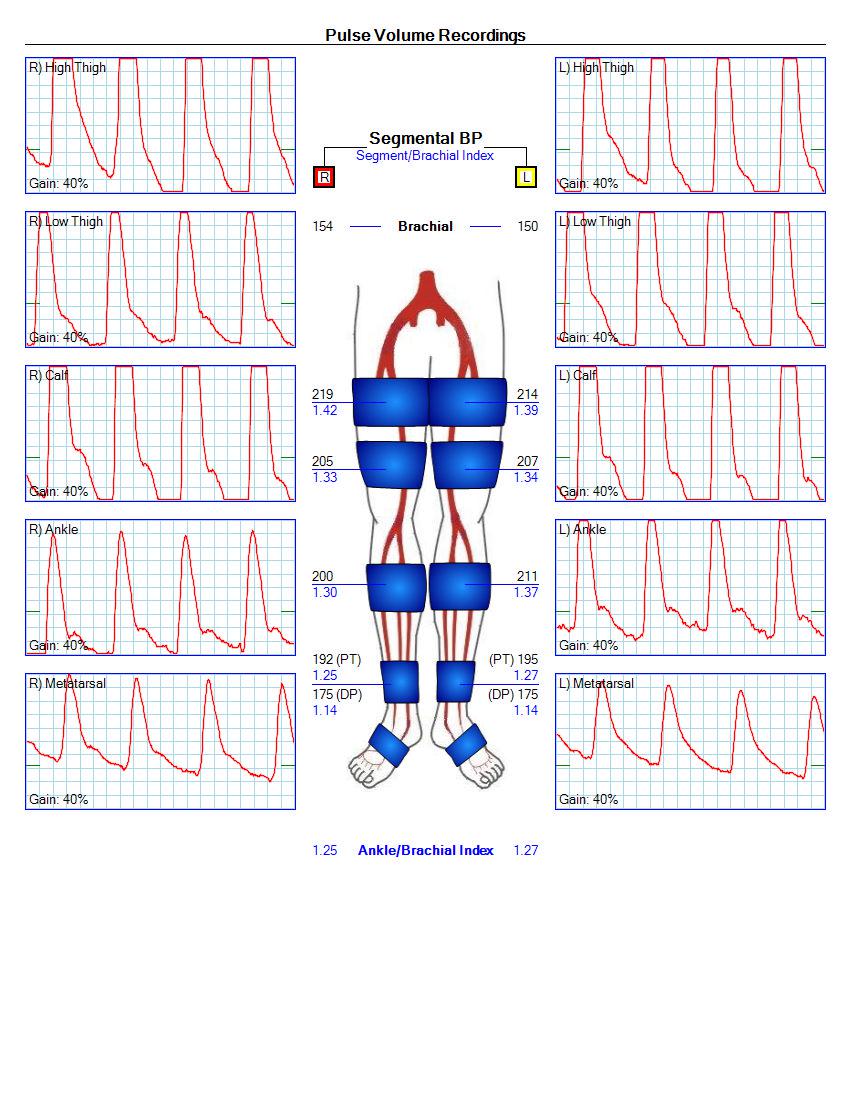 Pulse Volume Recordings
R) High Thigh
Gain: 40%
R) Low Thigh
Gain: 40%
R) Calf
Gain: 40%
R) Ankle
Gain: 40%
R) Metatarsal
Gain: 40%
Segmental BP
Segment/Brachial Index
R L
154 Brachial 150
219 214
1.42 1.39
205 207
1.33 1.34
200 211
1.30 1.37
192 (PT) (PT) 195
1.25 1.27
175 (DP) (DP) 175
1.14 1.14
1.25 Ankle/Brachial Index 1.27
L) High Thigh
Gain: 40%
L) Low Thigh
Gain: 40%
L) Calf
Gain: 40%
L) Ankle
Gain: 40%
L) Metatarsal
Gain: 40%